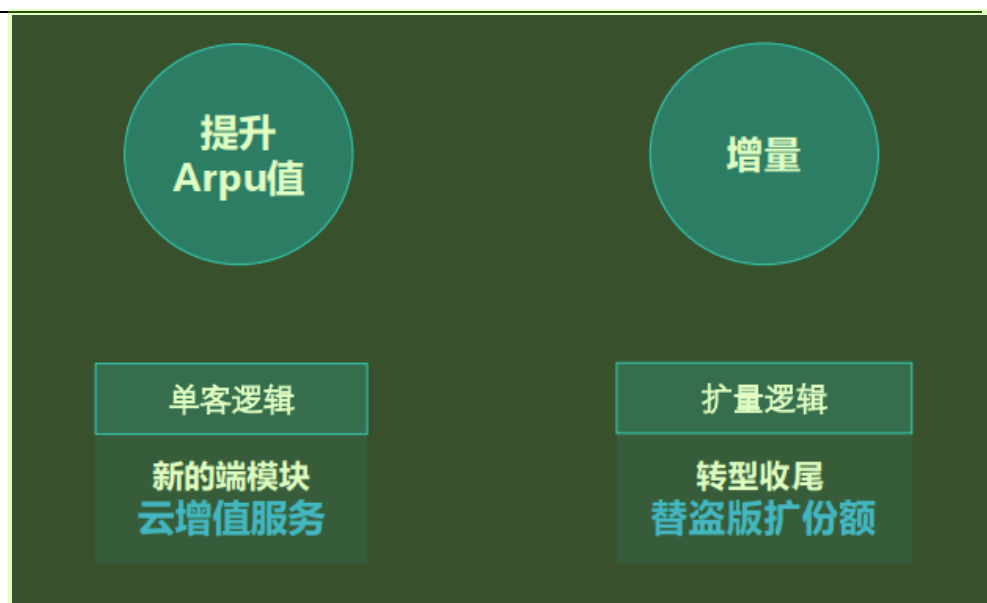 提升
Arpu值
增量
单客逻辑
新的端模块
云增值服务
扩量逻辑
转型收尾
替盗版扩份额